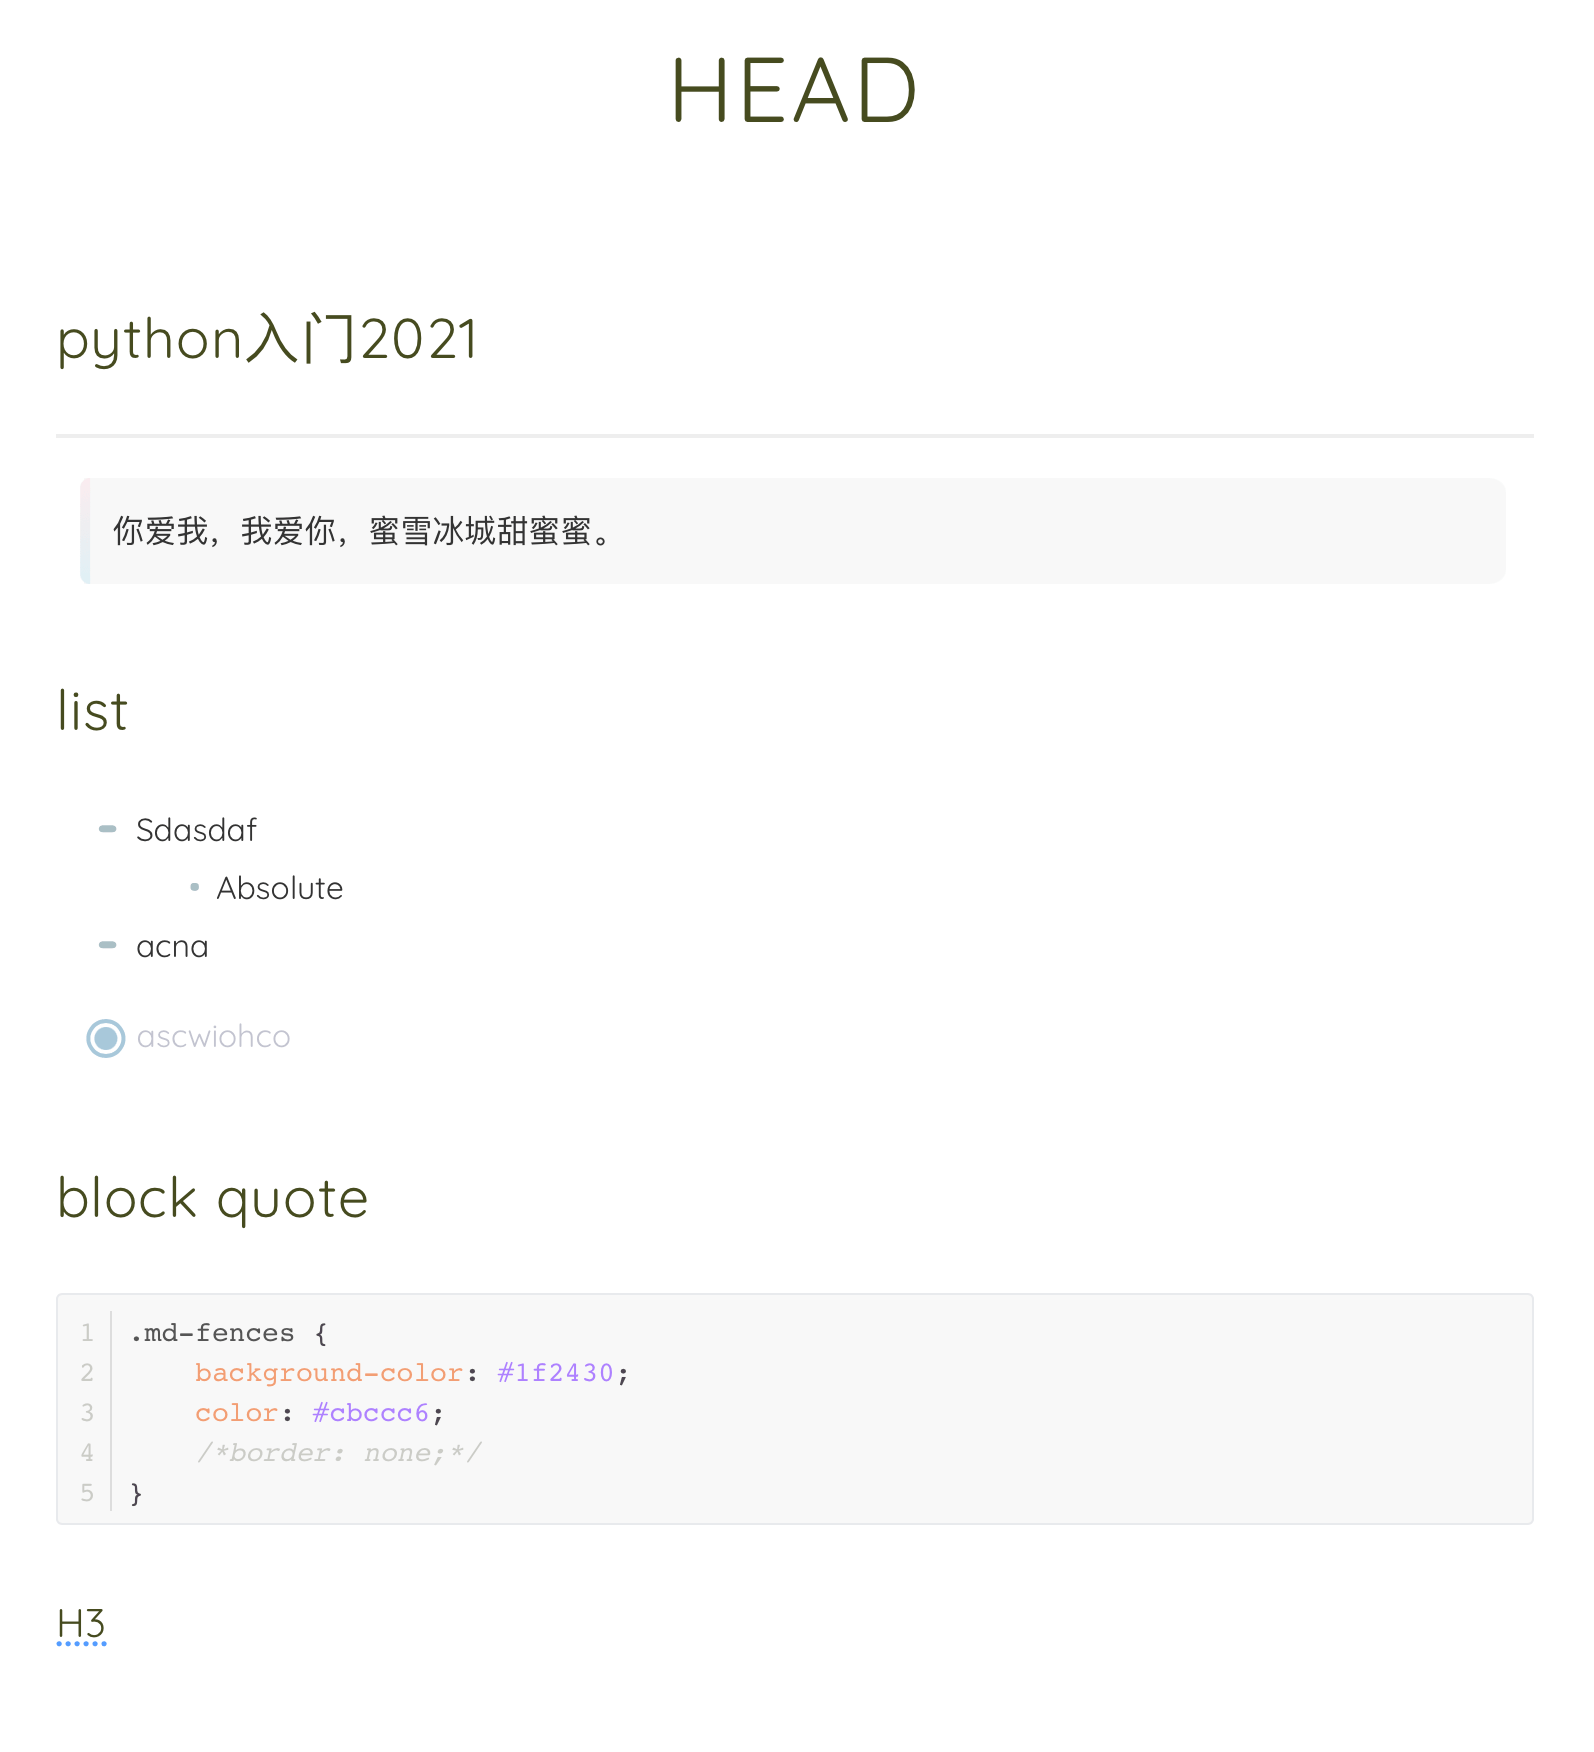 HEAD
python入门2021
你爱我，我爱你，蜜雪冰城甜蜜蜜。
list
Sdasdaf
Absolute
acna
ascwiohco
block quote
1 .md-fences {
2     background-color: #1f2430;
3     color: #cbccc6;
4     /*border: none;*/
5 }
H3